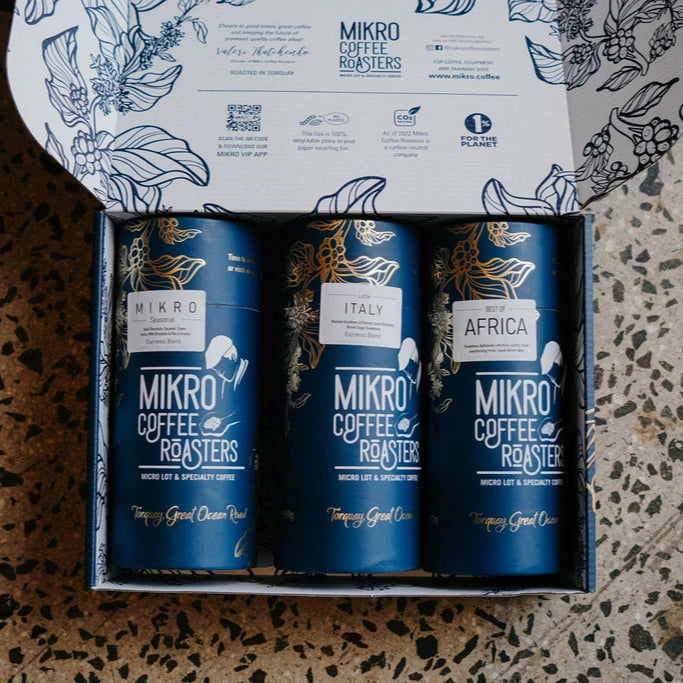 Cheers to good times, great coffee
and keeping the future of
premium quality coffee alive!
ROASTED IN TORQUAY
MIKRO
COFFEE
ROASTERS
MICRO LOT & SPECIALTY COFFEE
@mikrocoffeeroasters
FOR COFFEE, EQUIPMENT
AND TRAINING VISIT:
www.mikro.coffee
SCAN THE QR CODE
& DOWNLOAD OUR
MIKRO VIP APP
This box is 100%
recyclable place in your
paper recycling bin.
CO2
As of 2022 Mikro
Coffee Roasters is
a carbon neutral
company
1%
FOR THE
PLANET
MIKRO
Seasonal
Espresso Blend
MIKRO
COFFEE
ROASTERS
MICRO LOT & SPECIALTY COFFEE
Torquay, Great Ocean Road
ITALY
Espresso Blend
MIKRO
COFFEE
ROASTERS
MICRO LOT & SPECIALTY COFFEE
Torquay, Great Ocean
BEST OF
AFRICA
MIKRO
COFFEE
ROASTERS
MICRO LOT & SPECIALTY COFFEE
Torquay, Great Ocean